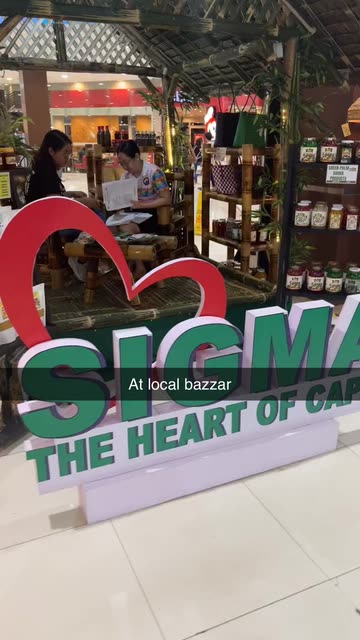 SIGMA
At local bazzar
THE HEART OF CAP